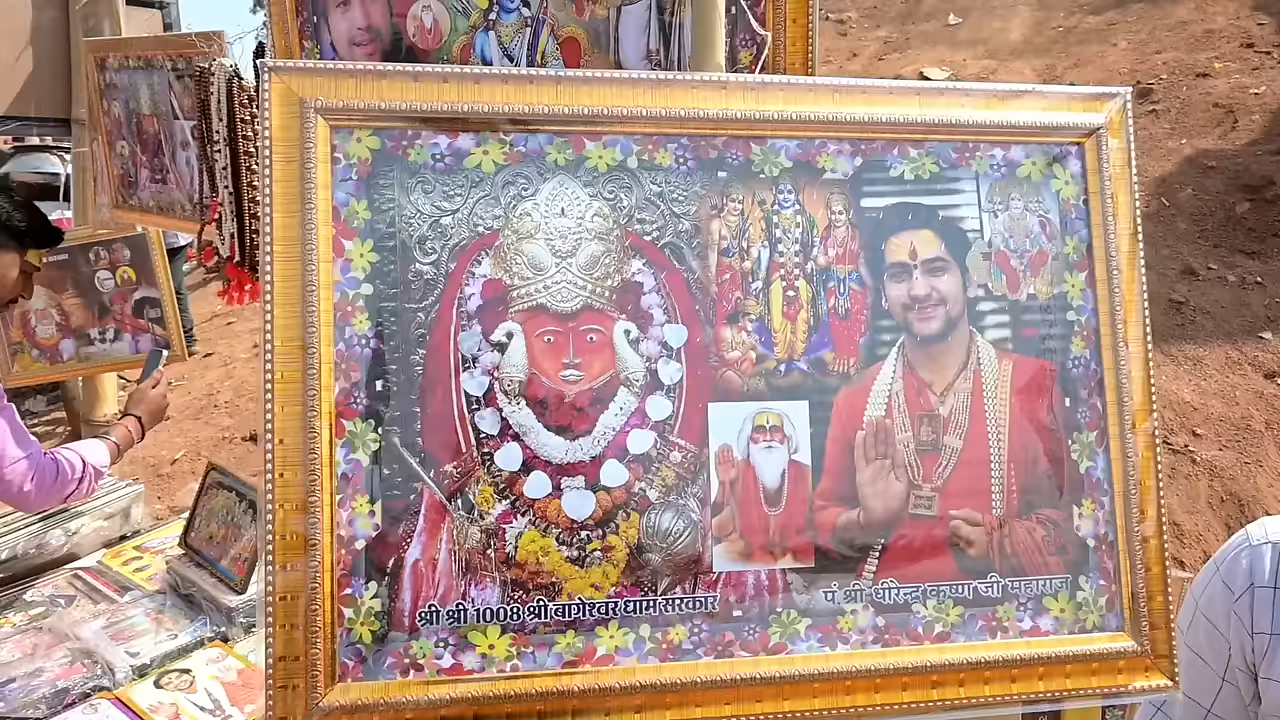 श्री श्री 1008 श्री बागेश्वर धाम सरकार
पं. श्री धीरेन्द्र कृष्ण जी महाराज